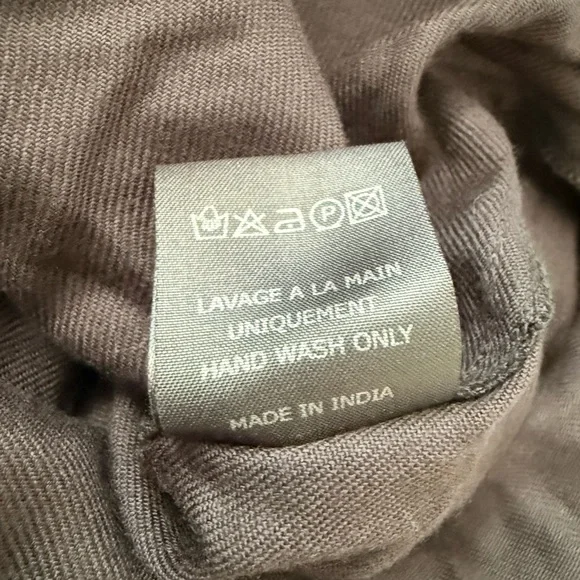 P
LAVAGE A LA MAIN
UNIQUEMENT
HAND WASH ONLY
MADE IN INDIA